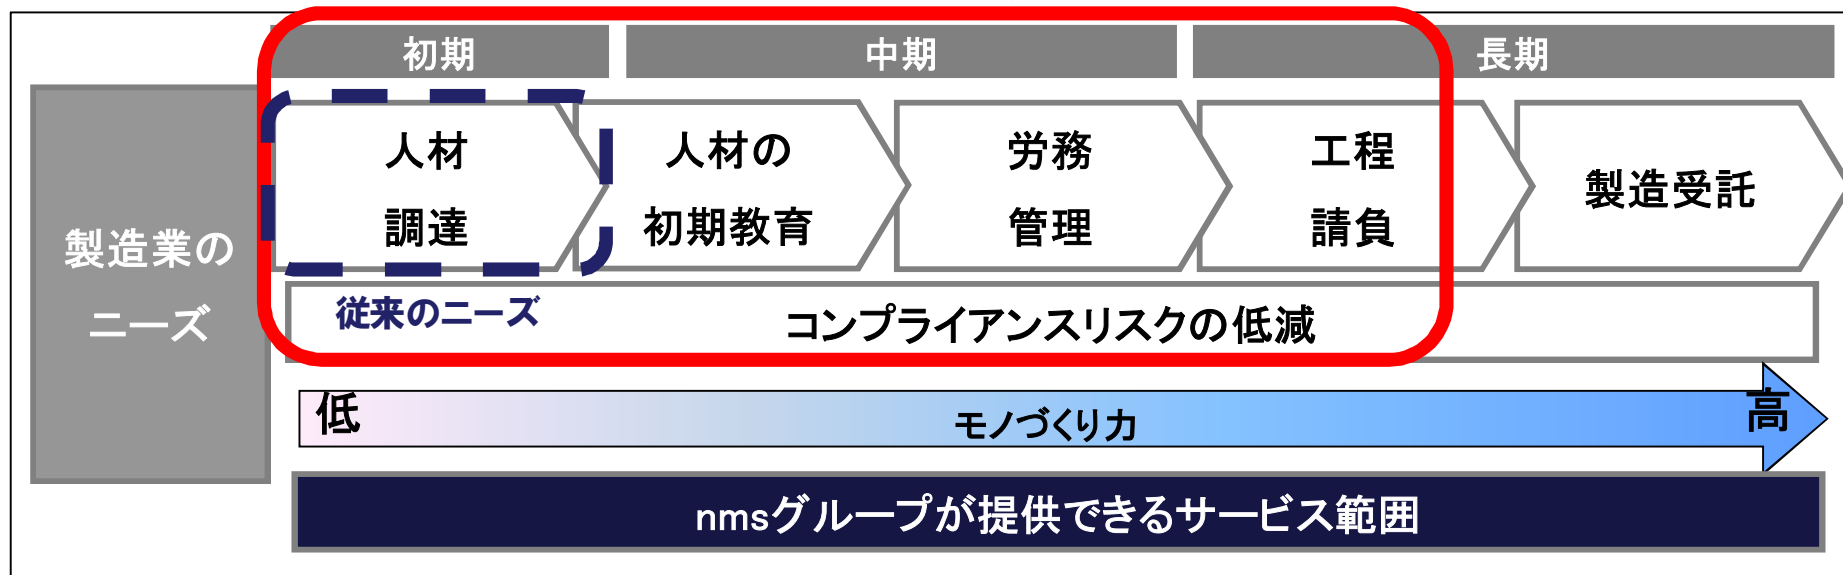 初期
中期
長期
製造業の
ニーズ
人材
調達
人材の
初期教育
労務
管理
工程
請負
製造受託
従来のニーズ
コンプライアンスリスクの低減
低
モノづくり力
高
nmsグループが提供できるサービス範囲